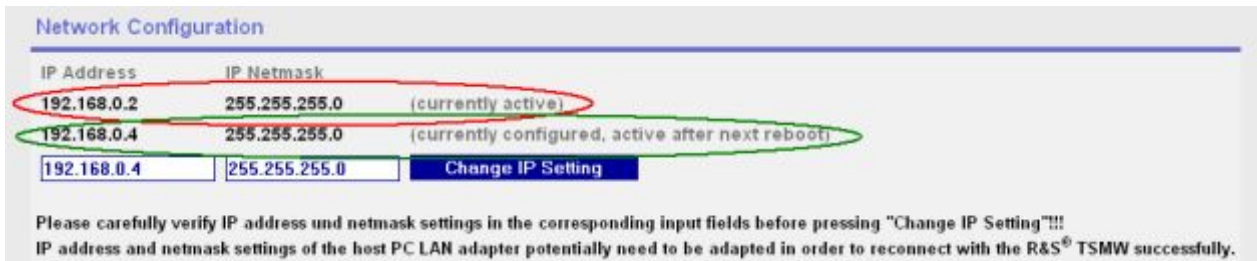 Network Configuration
IP Address IP Netmask
192.168.0.2 255.255.255.0 (currently active)
192.168.0.4 255.255.255.0 (currently configured, active after next reboot)
192.168.0.4 255.255.255.0 Change IP Setting
Please carefully verify IP address und netmask settings in the corresponding input fields before pressing "Change IP Setting"!!!
IP address and netmask settings of the host PC LAN adapter potentially need to be adapted in order to reconnect with the R&S® TSMW successfully.